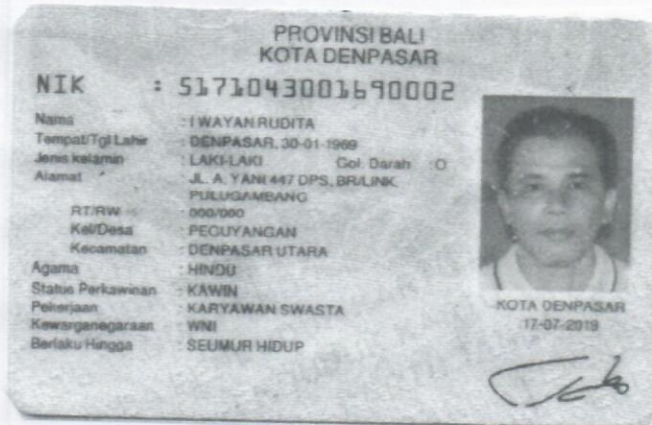 PROVINSI BALI
KOTA DENPASAR
NIK : 5171043001690002
Nama : I WAYAN RUDITA
Tempat/Tgl Lahir : DENPASAR, 30-01-1969
Jenis kelamin : LAKI-LAKI Gol. Darah : O
Alamat : JL. A. YANI 447 DPS, BR/LINK.
PULUGAMBANG
RT/RW : 000/000
Kel/Desa : PEGUYANGAN
Kecamatan : DENPASAR UTARA
Agama : HINDU
Status Perkawinan : KAWIN
Pekerjaan : KARYAWAN SWASTA
Kewarganegaraan : WNI
Berlaku Hingga : SEUMUR HIDUP
KOTA DENPASAR
17-07-2019